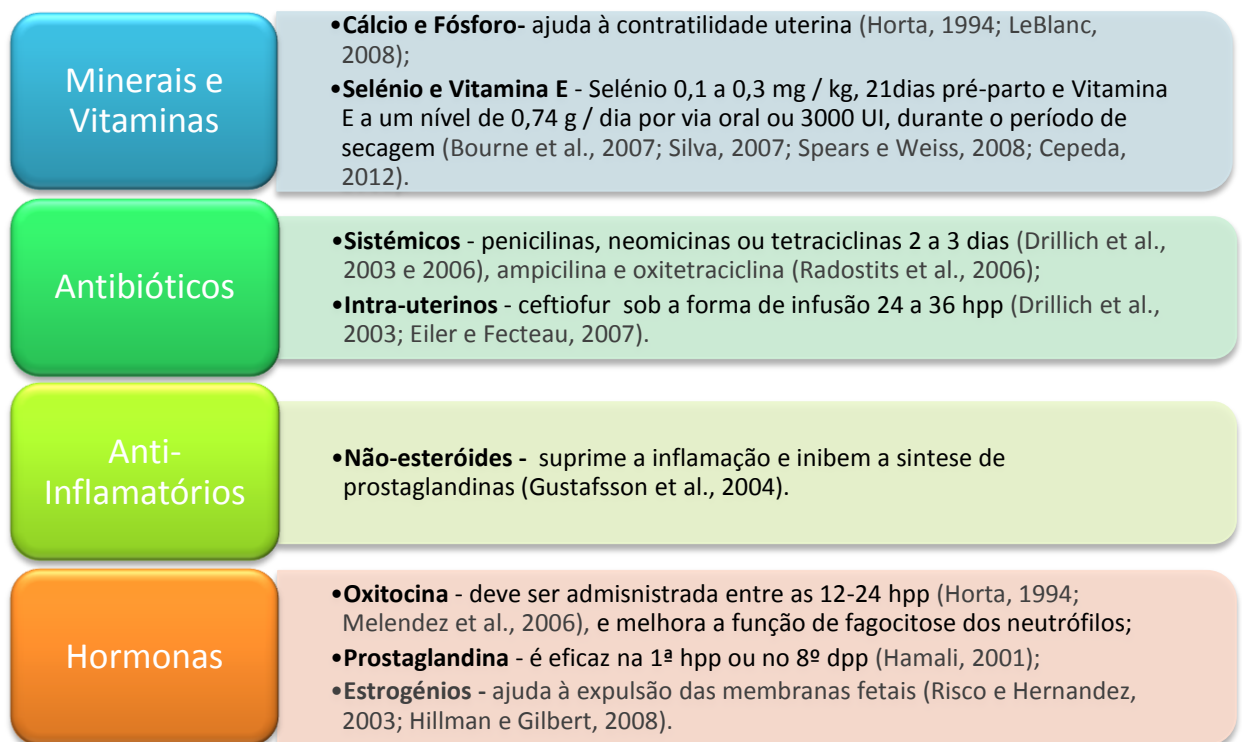 Minerais e
Vitaminas
•Cálcio e Fósforo- ajuda à contratilidade uterina (Horta, 1994; LeBlanc,
2008);
•Selénio e Vitamina E - Selénio 0,1 a 0,3 mg / kg, 21dias pré-parto e Vitamina
E a um nível de 0,74 g / dia por via oral ou 3000 UI, durante o período de
secagem (Bourne et al., 2007; Silva, 2007; Spears e Weiss, 2008; Cepeda,
2012).
Antibióticos
•Sistémicos - penicilinas, neomicinas ou tetraciclinas 2 a 3 dias (Drillich et al.,
2003 e 2006), ampicilina e oxitetraciclina (Radostits et al., 2006);
•Intra-uterinos - ceftiofur sob a forma de infusão 24 a 36 hpp (Drillich et al.,
2003; Eiler e Fecteau, 2007).
Anti-
Inflamatórios
•Não-esteróides - suprime a inflamação e inibem a sintese de
prostaglandinas (Gustafsson et al., 2004).
Hormonas
•Oxitocina - deve ser admisnistrada entre as 12-24 hpp (Horta, 1994;
Melendez et al., 2006), e melhora a função de fagocitose dos neutrófilos;
•Prostaglandina - é eficaz na 1ª hpp ou no 8º dpp (Hamali, 2001);
•Estrogénios - ajuda à expulsão das membranas fetais (Risco e Hernandez,
2003; Hillman e Gilbert, 2008).